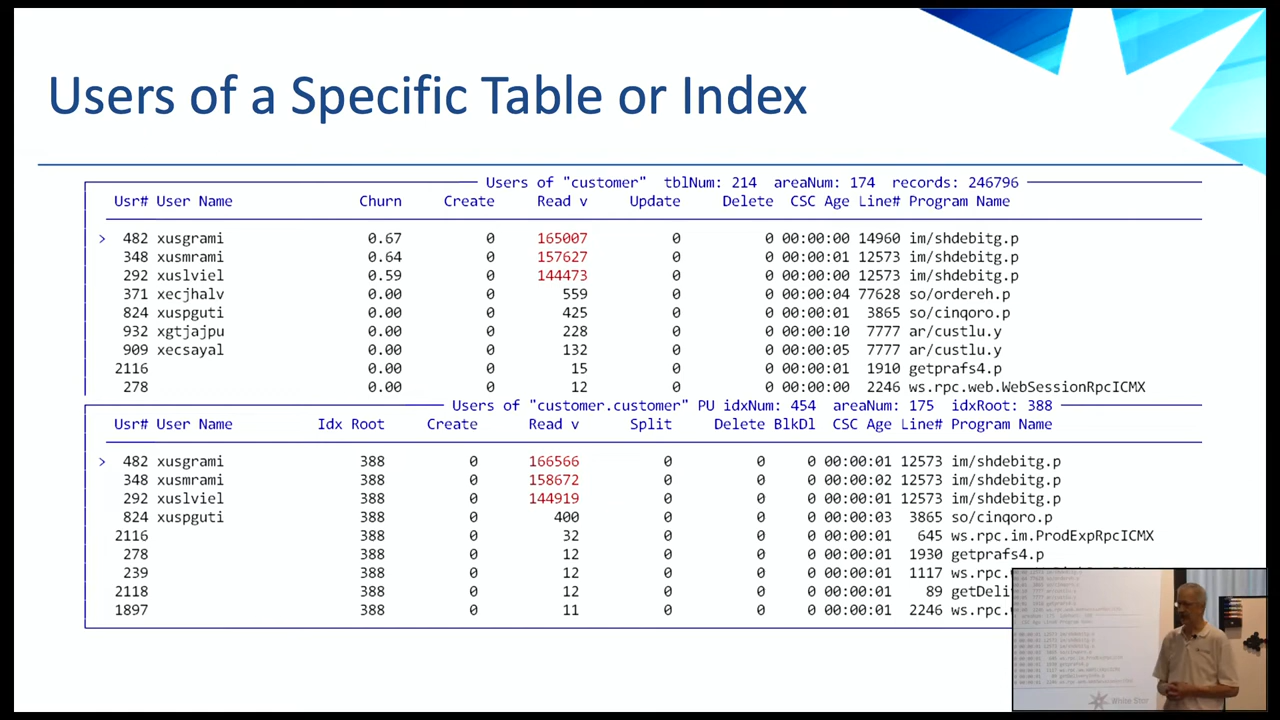 Users of a Specific Table or Index
Users of "customer" tblNum: 214 areaNum: 174 records: 246796
Usr# User Name Churn Create Read v Update Delete CSC Age Line# Program Name
> 482 xusgrami 0.67 0 165007 0 0 00:00:00 14960 im/shdebitg.p
348 xusmrami 0.64 0 157627 0 0 00:00:01 12573 im/shdebitg.p
292 xuslviel 0.59 0 144473 0 0 00:00:00 12573 im/shdebitg.p
371 xecjhalv 0.00 0 559 0 0 00:00:04 77628 so/ordereh.p
824 xuspguti 0.00 0 425 0 0 00:00:01 3865 so/cinqoro.p
932 xgtjajpu 0.00 0 228 0 0 00:00:10 7777 ar/custlu.y
909 xecsayal 0.00 0 132 0 0 00:00:05 7777 ar/custlu.y
2116 0.00 0 15 0 0 00:00:01 1910 getprafs4.p
278 0.00 0 12 0 0 00:00:00 2246 ws.rpc.web.WebSessionRpcICMX
Users of "customer.customer" PU idxNum: 454 areaNum: 175 idxRoot: 388
Usr# User Name Idx Root Create Read v Split Delete BlkDl CSC Age Line# Program Name
> 482 xusgrami 388 0 166566 0 0 0 00:00:01 12573 im/shdebitg.p
348 xusmrami 388 0 158672 0 0 0 00:00:02 12573 im/shdebitg.p
292 xuslviel 388 0 144919 0 0 0 00:00:01 12573 im/shdebitg.p
824 xuspguti 388 0 400 0 0 0 00:00:03 3865 so/cinqoro.p
2116 388 0 32 0 0 0 00:00:01 645 ws.rpc.im.ProdExpRpcICMX
278 388 0 12 0 0 0 00:00:01 1930 getprafs4.p
239 388 0 12 0 0 0 00:00:01 1117 ws.rpc.
2118 388 0 12 0 0 0 00:00:01 89 getDeli
1897 388 0 11 0 0 0 00:00:01 2246 ws.rpc.
White Star